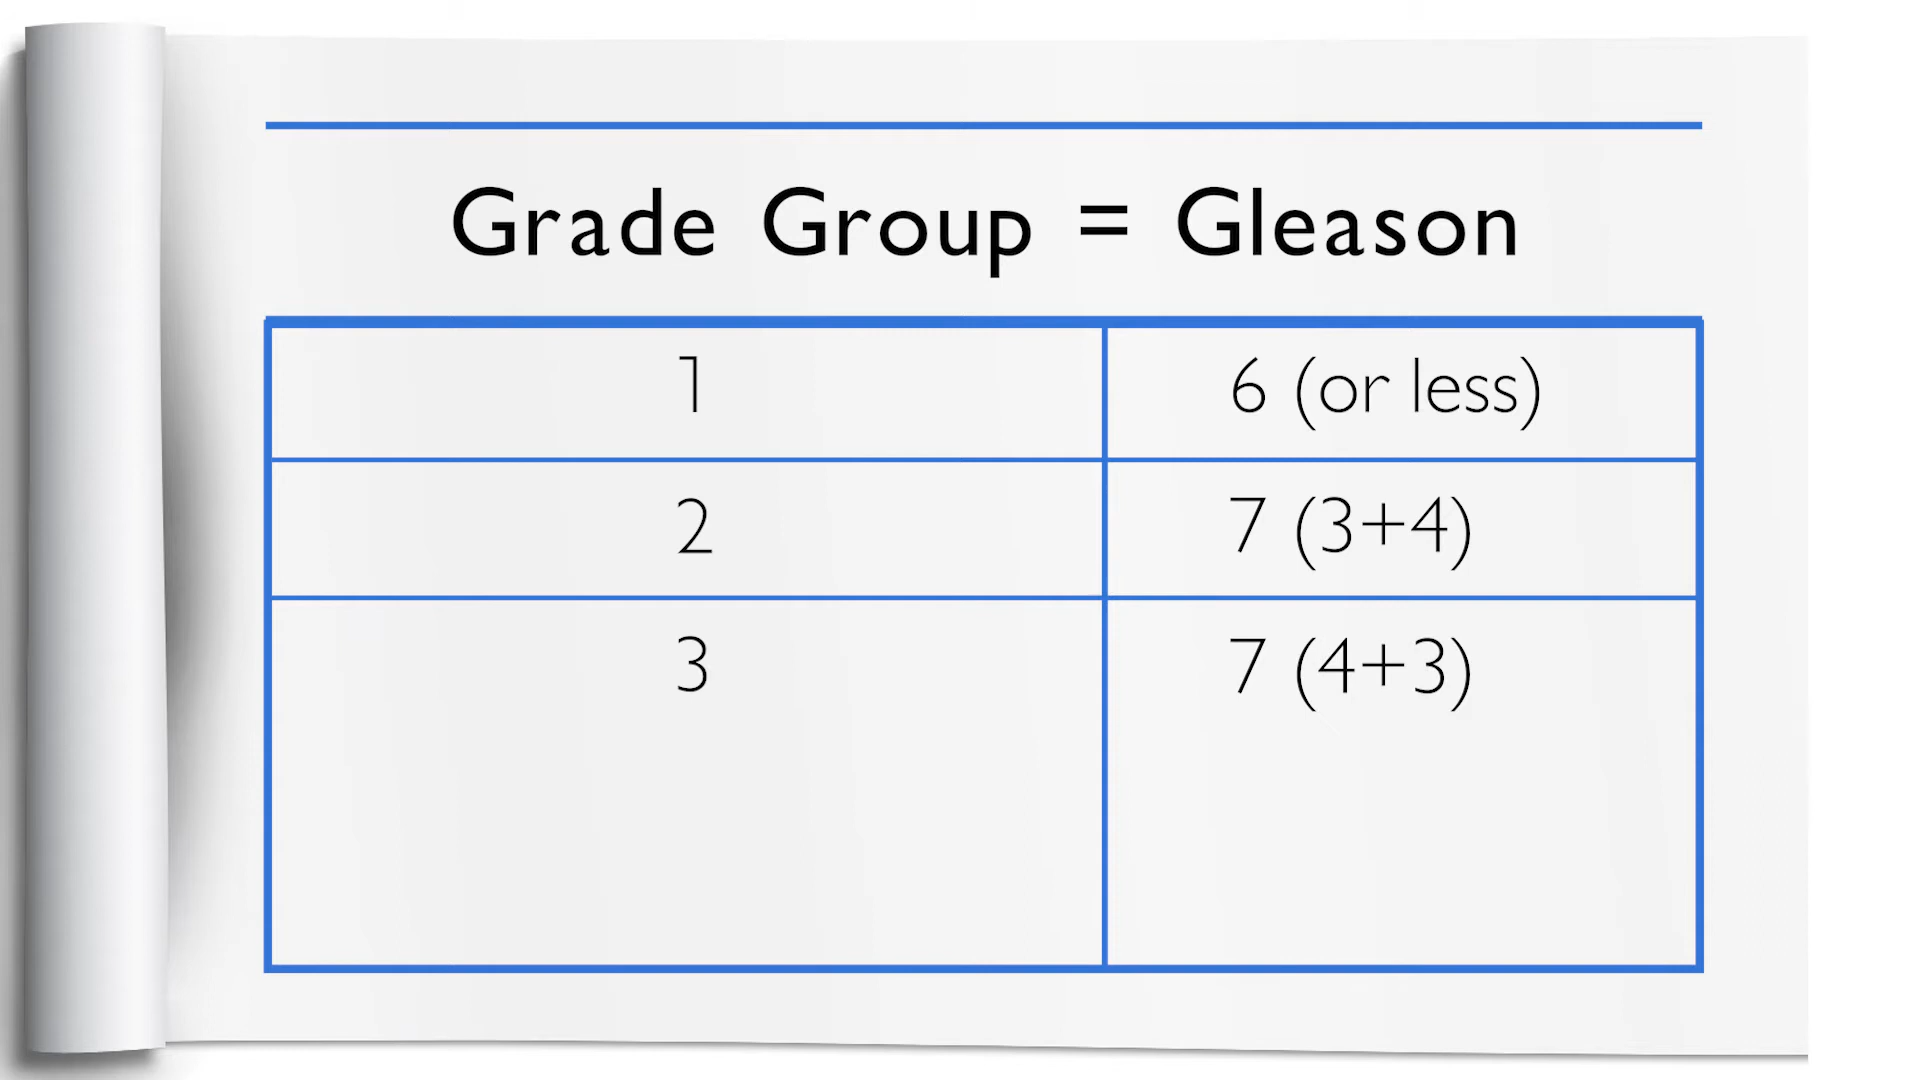 Grade Group = Gleason
1 6 (or less)
2 7 (3+4)
3 7 (4+3)